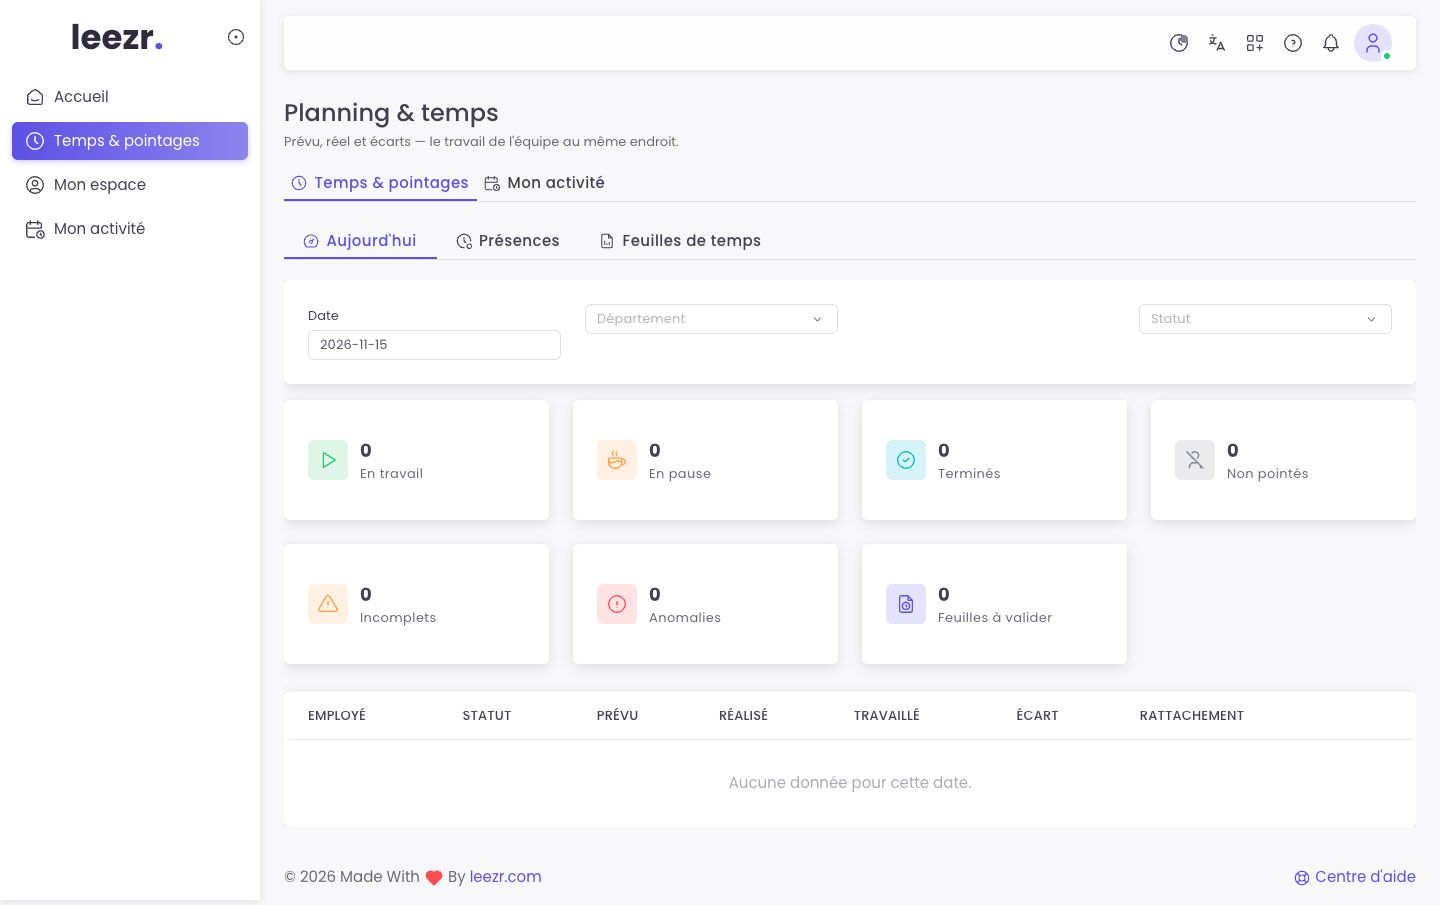 leezr.
Accueil
Temps & pointages
Mon espace
Mon activité
Planning & temps
Prévu, réel et écarts — le travail de l'équipe au même endroit.
Temps & pointages
Mon activité
Aujourd'hui
Présences
Feuilles de temps
Date
2026-11-15
Département
Statut
0
En travail
0
En pause
0
Terminés
0
Non pointés
0
Incomplets
0
Anomalies
0
Feuilles à valider
EMPLOYÉ STATUT PRÉVU RÉALISÉ TRAVAILLÉ ÉCART RATTACHEMENT
Aucune donnée pour cette date.
© 2026 Made With By leezr.com
Centre d'aide